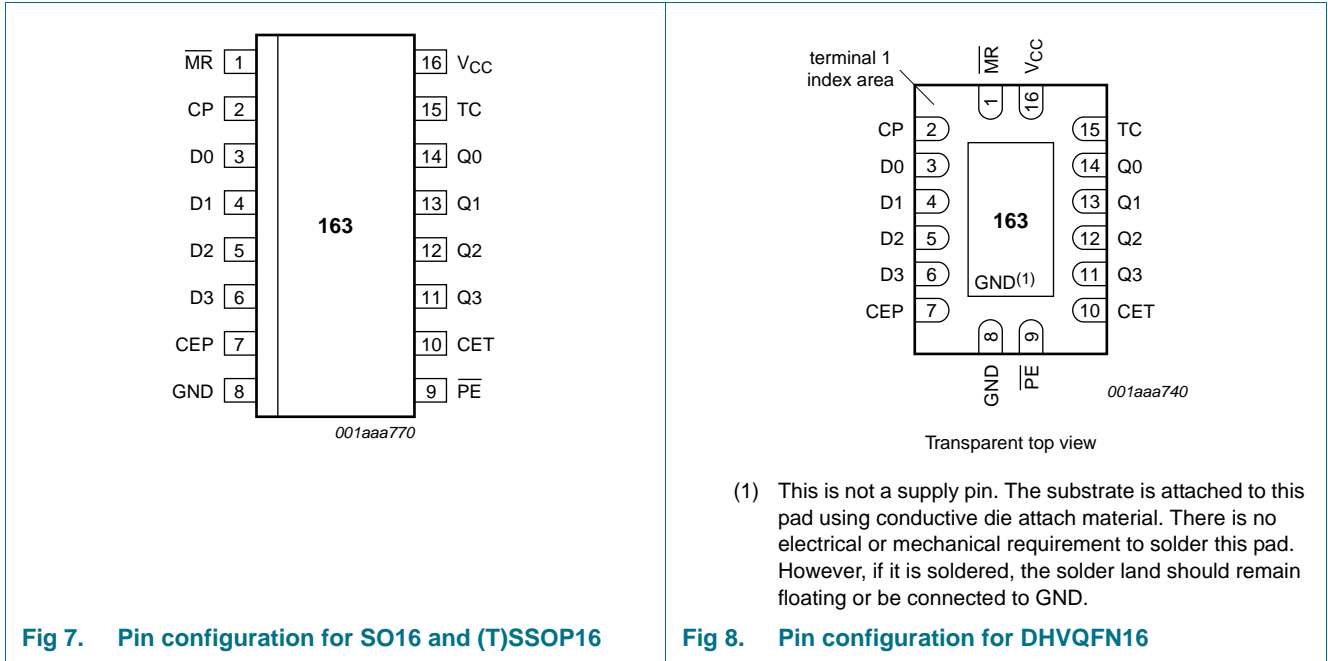 MR 1 16 VCC
CP 2 15 TC
D0 3 14 Q0
D1 4 13 Q1
163
D2 5 12 Q2
D3 6 11 Q3
CEP 7 10 CET
GND 8 9 PE
001aaa770
Fig 7. Pin configuration for SO16 and (T)SSOP16
terminal 1
index area
MR
VCC
1
16
CP 2 15 TC
D0 3 14 Q0
D1 4 13 Q1
163
D2 5 12 Q2
D3 6 11 Q3
GND(1)
CEP 7 10 CET
8
9
GND
PE
001aaa740
Transparent top view
(1) This is not a supply pin. The substrate is attached to this
pad using conductive die attach material. There is no
electrical or mechanical requirement to solder this pad.
However, if it is soldered, the solder land should remain
floating or be connected to GND.
Fig 8. Pin configuration for DHVQFN16